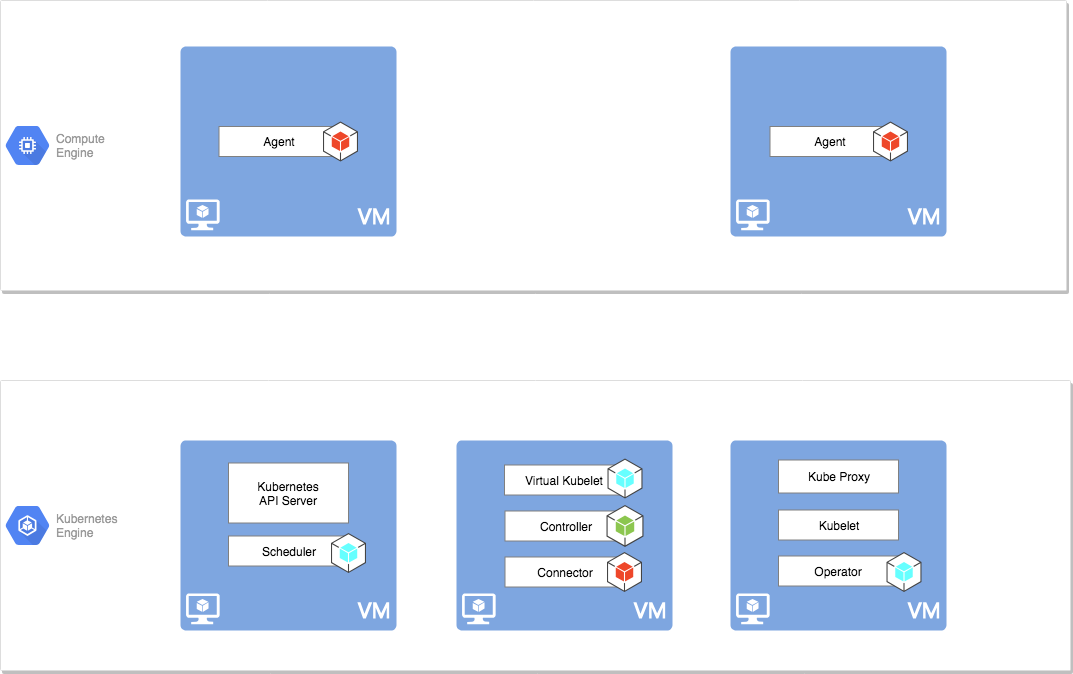 Compute
Engine
Agent
VM
Agent
VM
Kubernetes
Engine
Kubernetes
API Server
Scheduler
VM
Virtual Kubelet
Controller
Connector
VM
Kube Proxy
Kubelet
Operator
VM